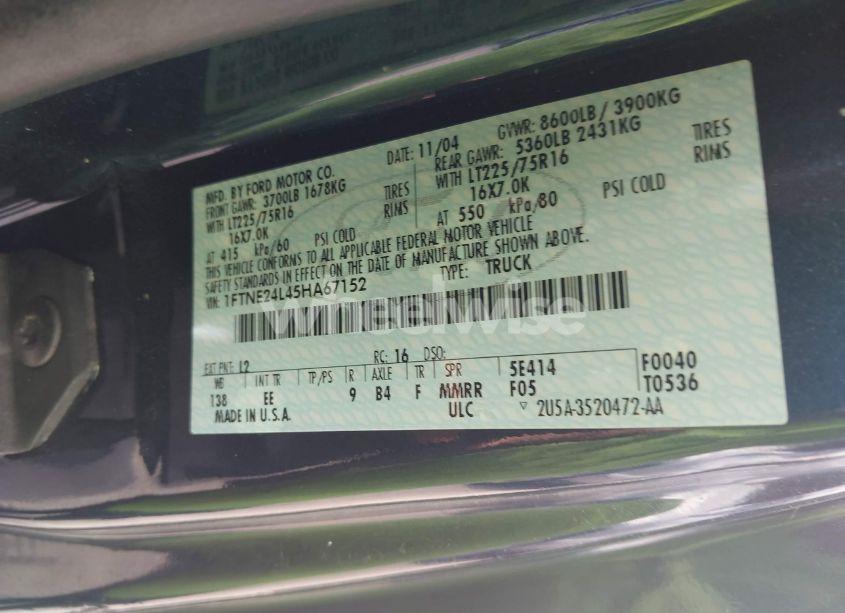 MFD. BY FORD MOTOR CO. DATE: 11/04 GVWR: 8600LB / 3900KG
FRONT GAWR: 3700LB 1678KG REAR GAWR: 5360LB 2431KG
WITH LT225/75R16 TIRES WITH LT225/75R16 TIRES
16X7.0K RIMS 16X7.0K RIMS
AT 415 kPa/60 PSI COLD AT 550 kPa/80 PSI COLD
THIS VEHICLE CONFORMS TO ALL APPLICABLE FEDERAL MOTOR VEHICLE
SAFETY STANDARDS IN EFFECT ON THE DATE OF MANUFACTURE SHOWN ABOVE.
VIN: 1FTNE24L45HA67152 TYPE: TRUCK
wheelwise
EXT PNT: L2 RC: 16 DSO:
WB INT TR TP/PS R AXLE TR SPR 5E414 F0040
138 EE 9 B4 F MMRR F05 T0536
MADE IN U.S.A. ULC ▽ 2U5A-3520472-AA